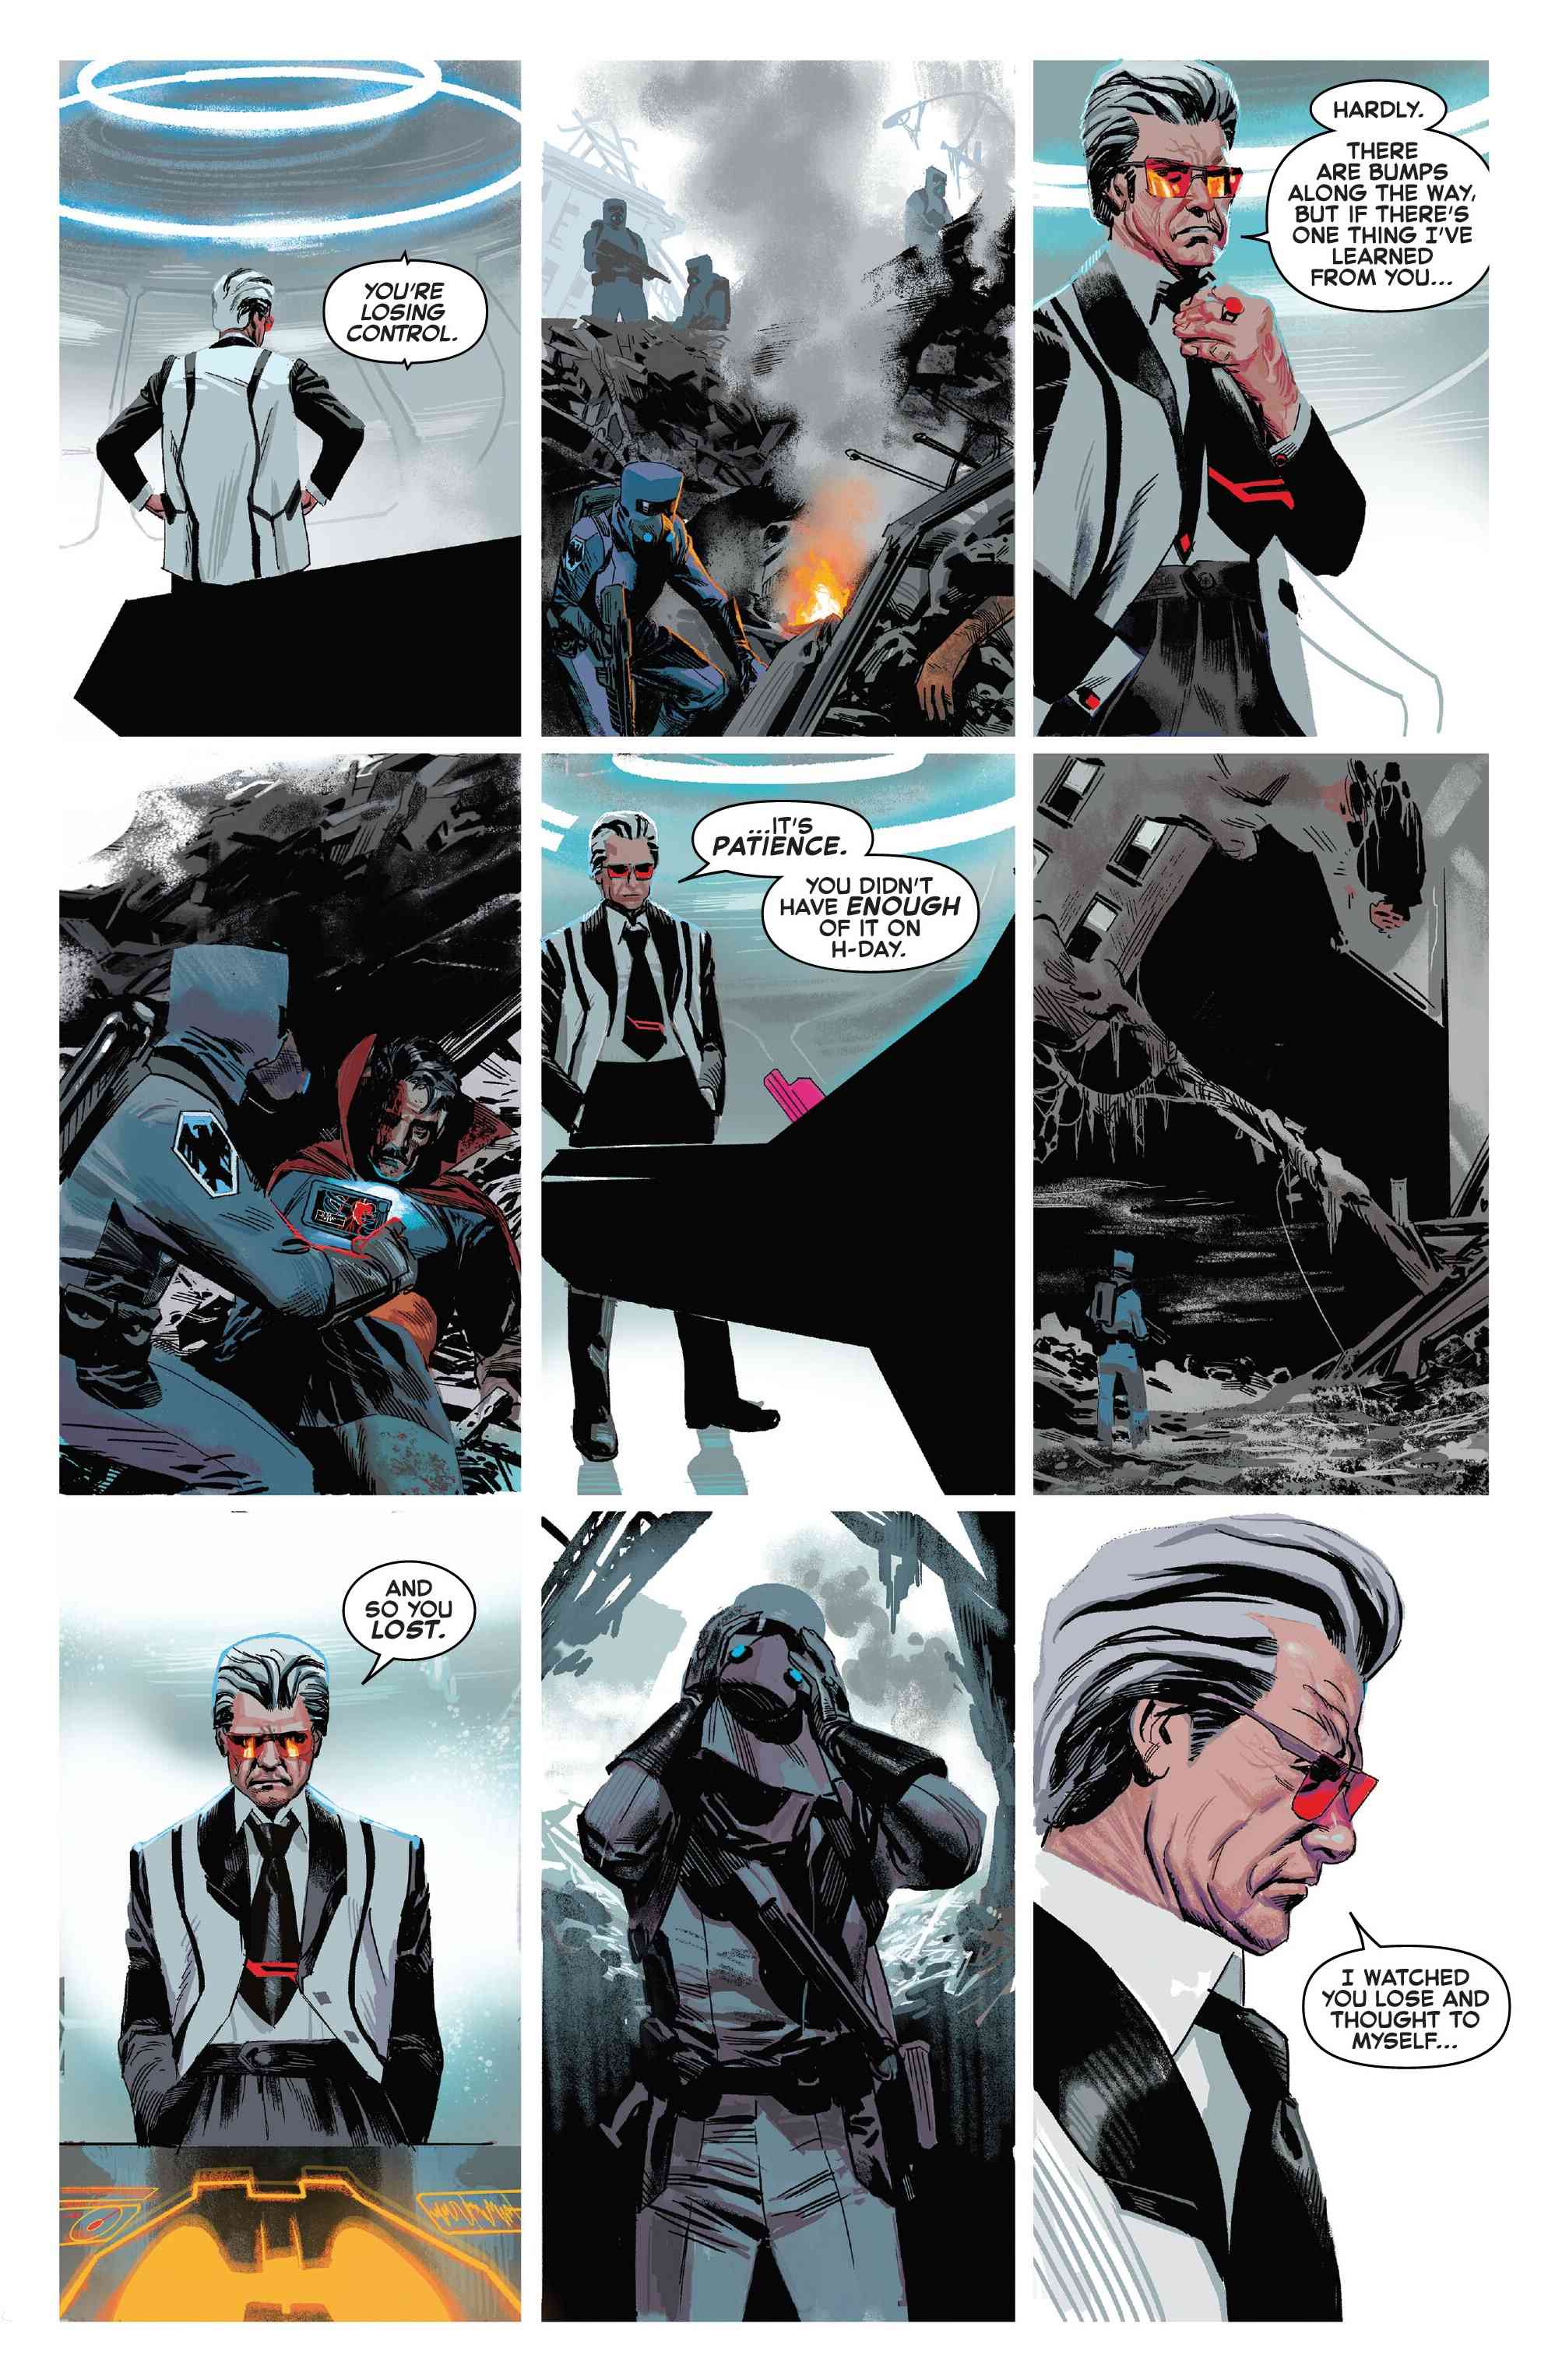 YOU'RE
LOSING
CONTROL.
HARDLY.
THERE
ARE BUMPS
ALONG THE WAY,
BUT IF THERE'S
ONE THING I'VE
LEARNED
FROM YOU...
...IT'S
PATIENCE.
YOU DIDN'T
HAVE ENOUGH
OF IT ON
H-DAY.
AND
SO YOU
LOST.
I WATCHED
YOU LOSE AND
THOUGHT TO
MYSELF...